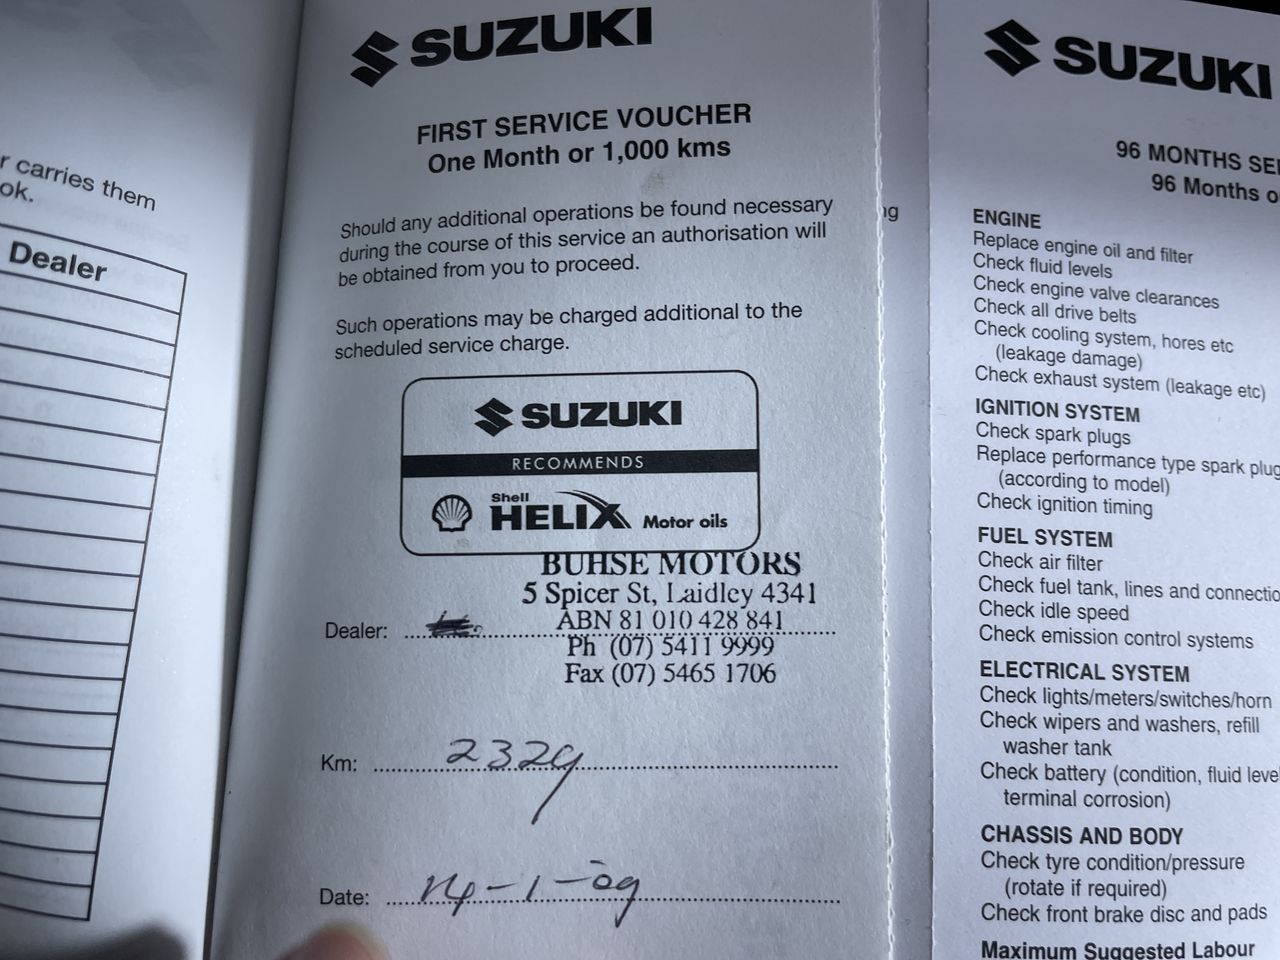 r carries them
ok.
Dealer
SUZUKI
FIRST SERVICE VOUCHER
One Month or 1,000 kms
Should any additional operations be found necessary
during the course of this service an authorisation will
be obtained from you to proceed.
Such operations may be charged additional to the
scheduled service charge.
SUZUKI
RECOMMENDS
Shell
HELIX Motor oils
BUHSE MOTORS
5 Spicer St, Laidley 4341
ABN 81 010 428 841
Dealer:
Ph (07) 5411 9999
Fax (07) 5465 1706
Km: 2329
Date: 14-1-09
ng
SUZUKI
96 MONTHS SE
96 Months o
ENGINE
Replace engine oil and filter
Check fluid levels
Check engine valve clearances
Check all drive belts
Check cooling system, hores etc
(leakage damage)
Check exhaust system (leakage etc)
IGNITION SYSTEM
Check spark plugs
Replace performance type spark plug
(according to model)
Check ignition timing
FUEL SYSTEM
Check air filter
Check fuel tank, lines and connectio
Check idle speed
Check emission control systems
ELECTRICAL SYSTEM
Check lights/meters/switches/horn
Check wipers and washers, refill
washer tank
Check battery (condition, fluid leve
terminal corrosion)
CHASSIS AND BODY
Check tyre condition/pressure
(rotate if required)
Check front brake disc and pads
Maximum Suggested Labour